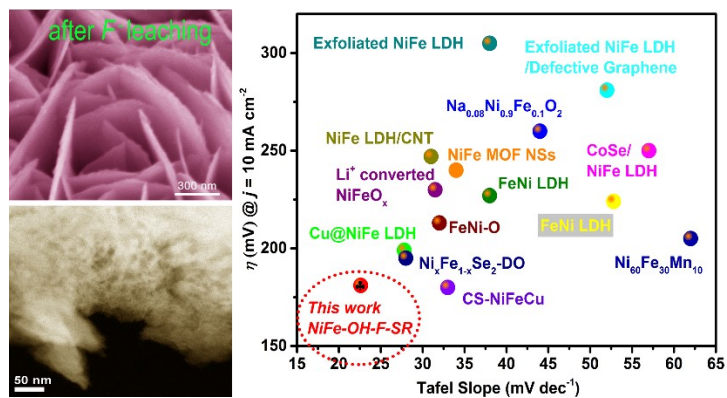 after F⁻ leaching
300 nm
50 nm
η (mV) @ j = 10 mA cm⁻²
300
250
200
150
Exfoliated NiFe LDH
Exfoliated NiFe LDH
/Defective Graphene
Na₀.₀₈Ni₀.₉Fe₀.₁O₂
NiFe LDH/CNT
NiFe MOF NSs
CoSe/
NiFe LDH
Li⁺ converted
NiFeOₓ
FeNi LDH
FeNi-O
FeNi LDH
Cu@NiFe LDH
NiₓFe₁₋ₓSe₂-DO
Ni₆₀Fe₃₀Mn₁₀
CS-NiFeCu
This work
NiFe-OH-F-SR
15 20 25 30 35 40 45 50 55 60 65
Tafel Slope (mV dec⁻¹)